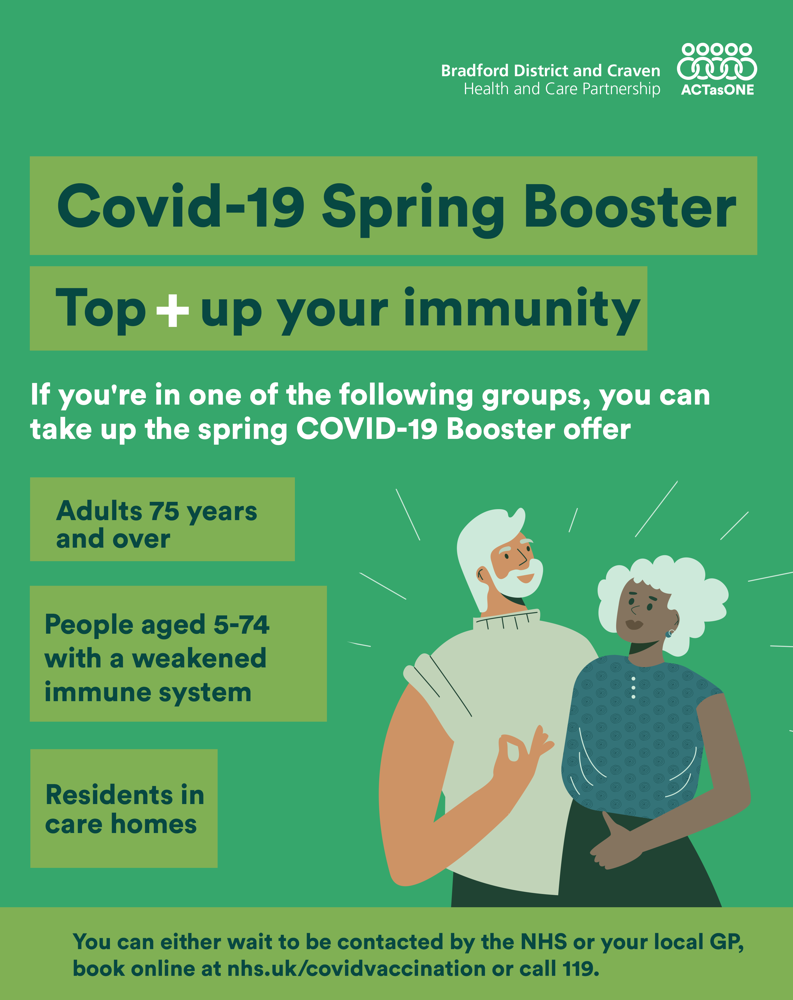 Bradford District and Craven
Health and Care Partnership
ACTasONE
Covid-19 Spring Booster
Top + up your immunity
If you're in one of the following groups, you can
take up the spring COVID-19 Booster offer
Adults 75 years
and over
People aged 5-74
with a weakened
immune system
Residents in
care homes
You can either wait to be contacted by the NHS or your local GP,
book online at nhs.uk/covidvaccination or call 119.